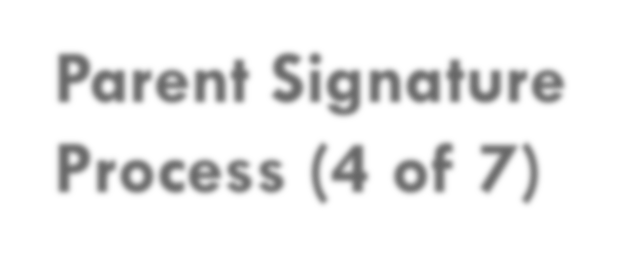 Parent Signature
Process (4 of 7)